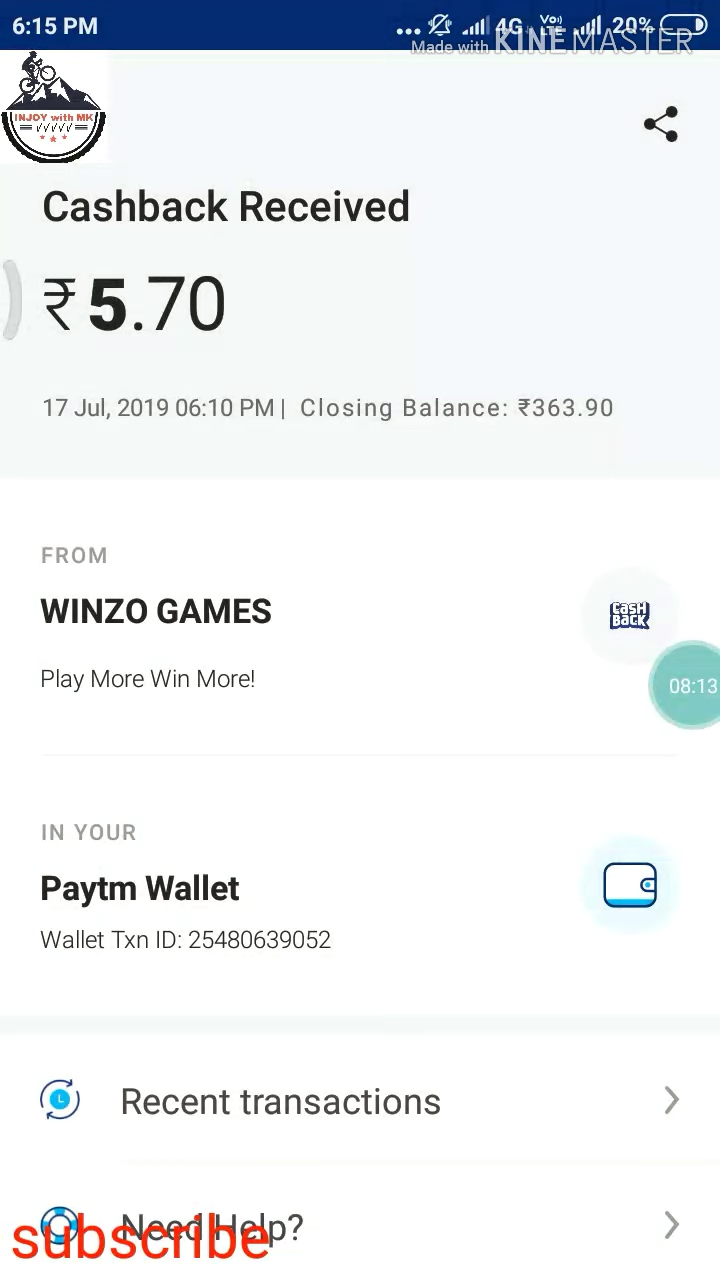 6:15 PM
... 4G Vo) LTE 20%
Made with KINEMASTER
INJOY with MK
Cashback Received
₹5.70
17 Jul, 2019 06:10 PM | Closing Balance: ₹363.90
FROM
WINZO GAMES
CASH
BACK
Play More Win More!
08:13
IN YOUR
Paytm Wallet
Wallet Txn ID: 25480639052
Recent transactions
Need Help?
subscribe